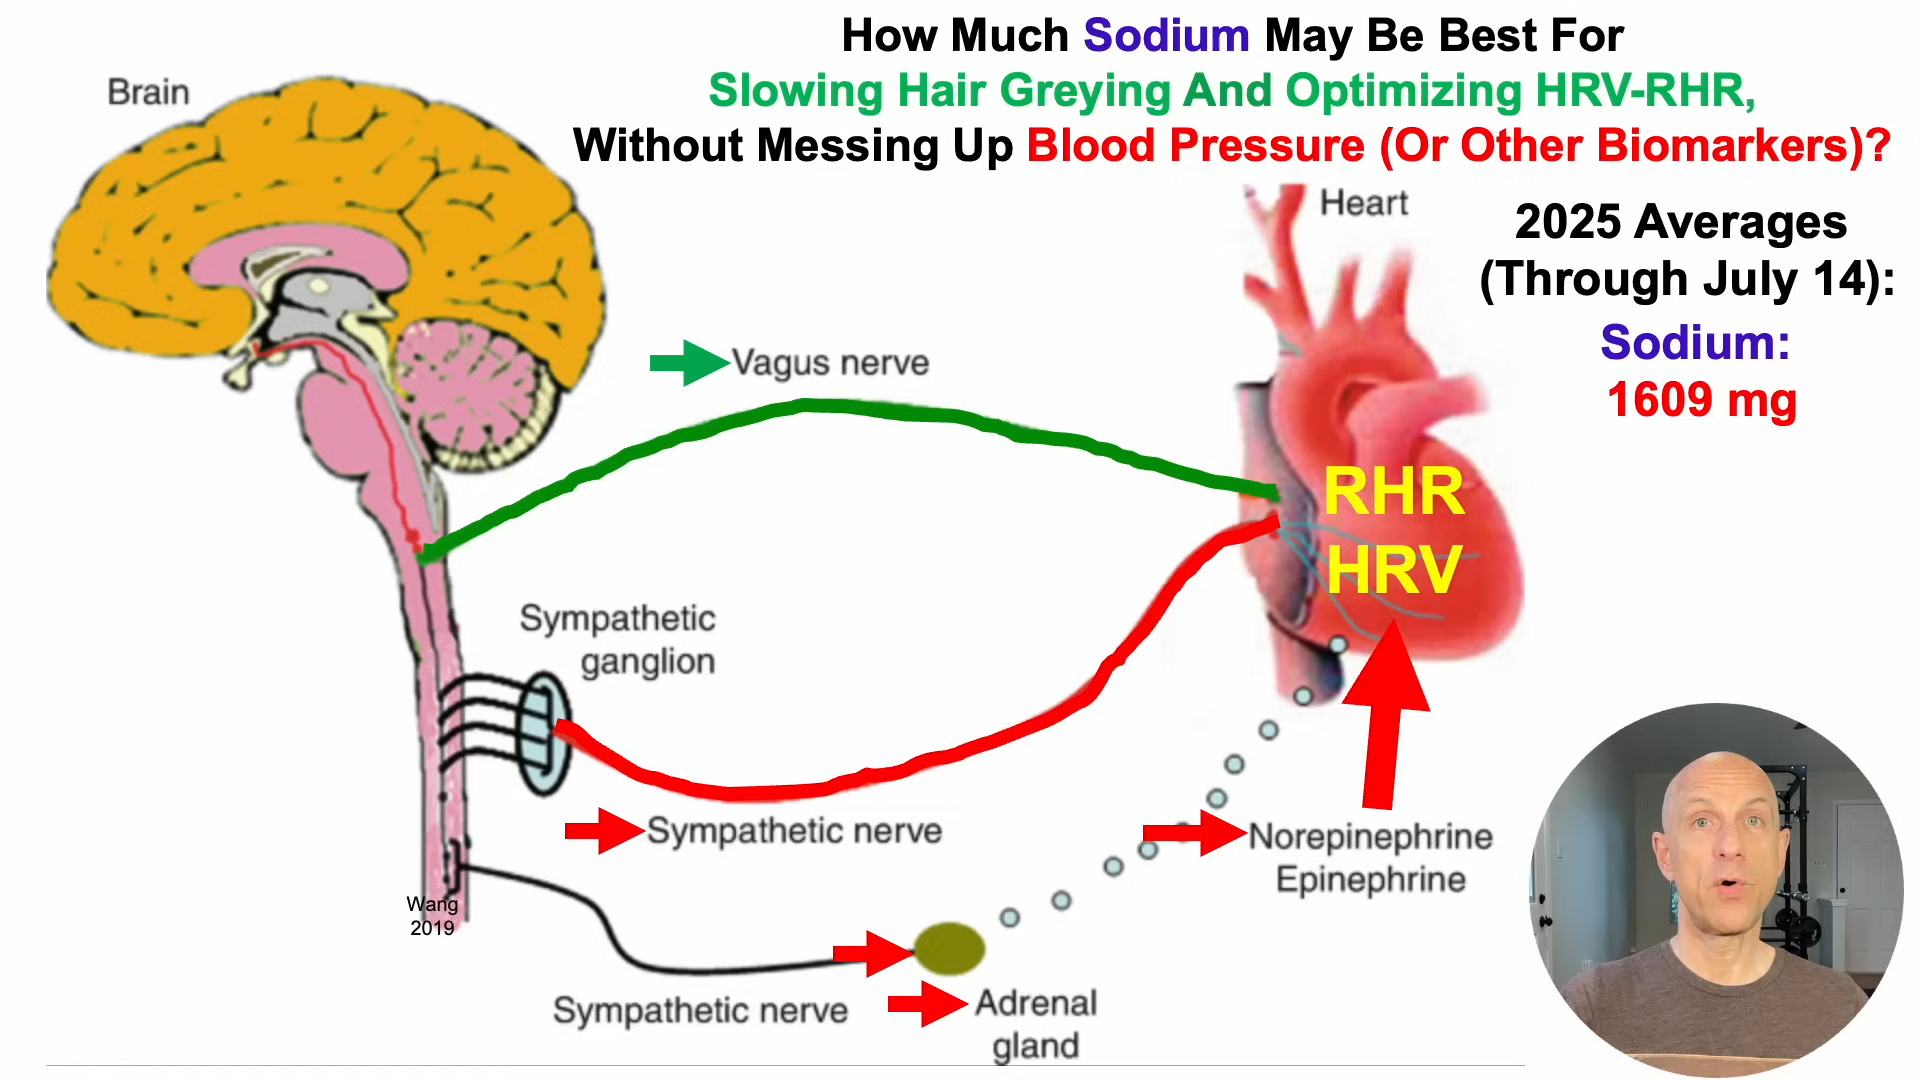 How Much Sodium May Be Best For
Slowing Hair Greying And Optimizing HRV-RHR,
Without Messing Up Blood Pressure (Or Other Biomarkers)?
Brain
Heart
2025 Averages
(Through July 14):
Sodium:
1609 mg
Vagus nerve
RHR
HRV
Sympathetic
ganglion
Sympathetic nerve
Norepinephrine
Epinephrine
Wang
2019
Sympathetic nerve
Adrenal
gland